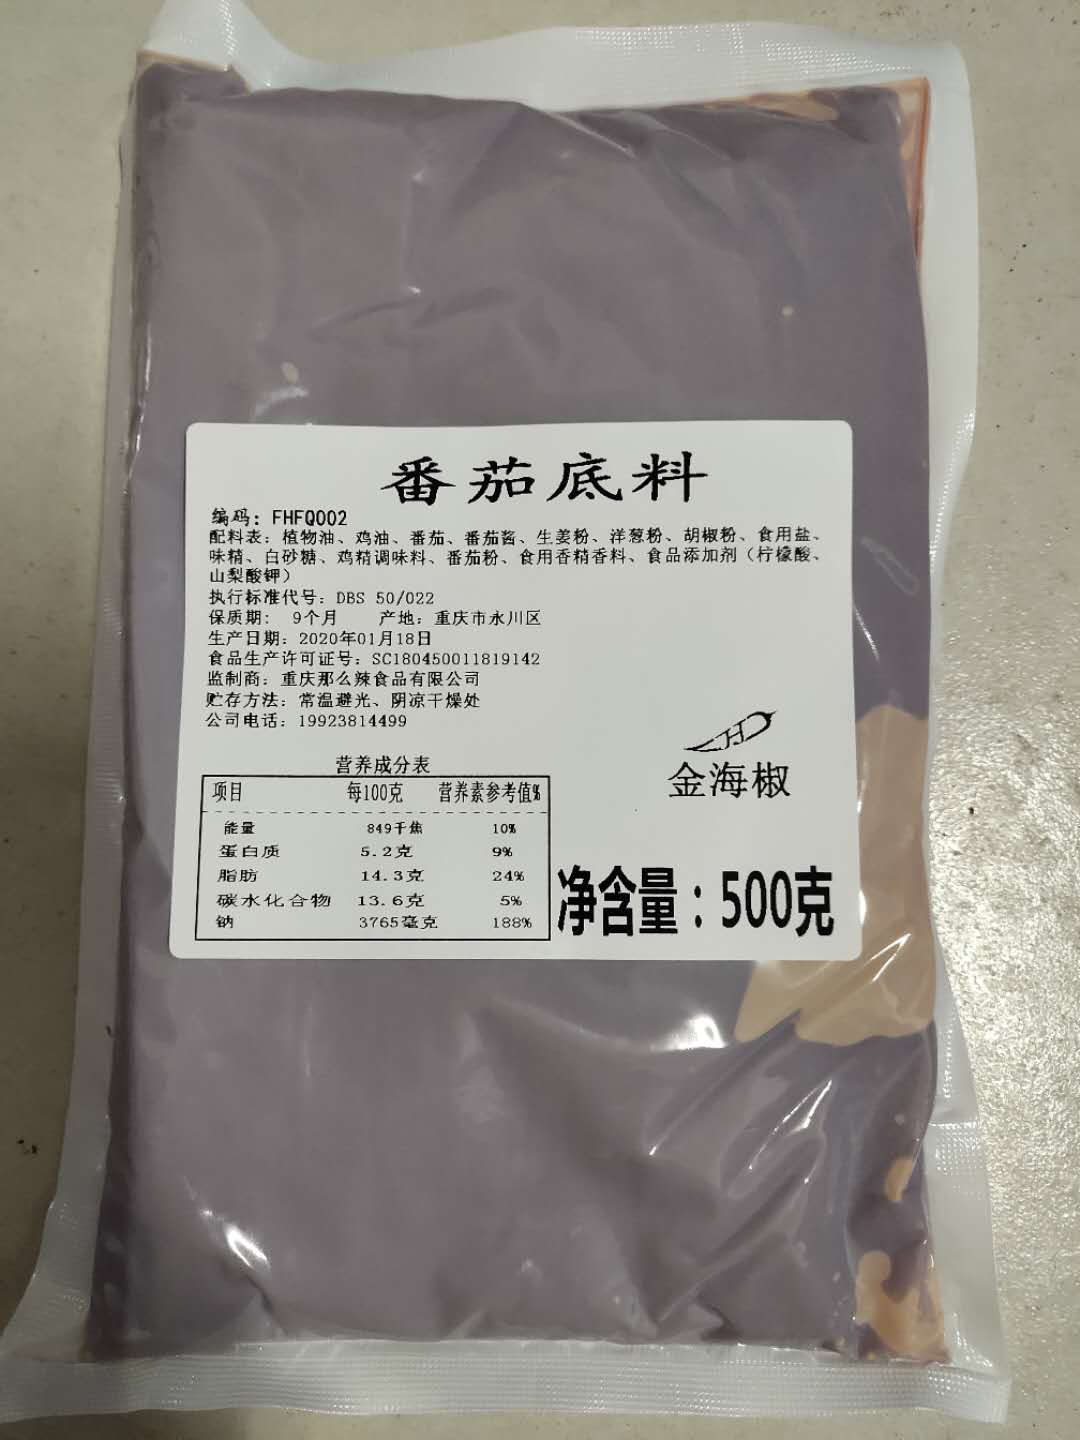 番茄底料
编码：FHFQ002
配料表：植物油、鸡油、番茄、番茄酱、生姜粉、洋葱粉、胡椒粉、食用盐、
味精、白砂糖、鸡精调味料、番茄粉、食用香精香料、食品添加剂（柠檬酸、
山梨酸钾）
执行标准代号：DBS 50/022
保质期： 9个月 产地：重庆市永川区
生产日期：2020年01月18日
食品生产许可证号：SC180450011819142
监制商：重庆那么辣食品有限公司
贮存方法：常温避光、阴凉干燥处
公司电话：19923814499
营养成分表
项目 每100克 营养素参考值%
能量 849千焦 10%
蛋白质 5.2克 9%
脂肪 14.3克 24%
碳水化合物 13.6克 5%
钠 3765毫克 188%
HJ
金海椒
净含量：500克